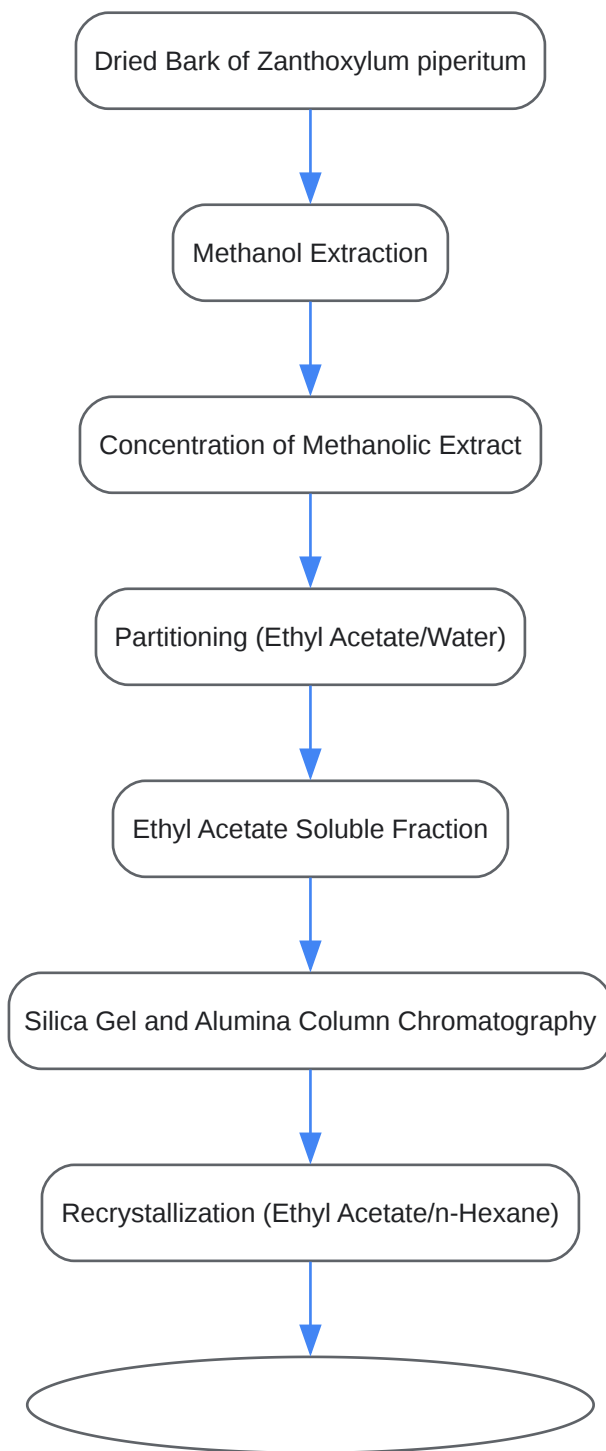 Dried Bark of Zanthoxylum piperitum
Methanol Extraction
Concentration of Methanolic Extract
Partitioning (Ethyl Acetate/Water)
Ethyl Acetate Soluble Fraction
Silica Gel and Alumina Column Chromatography
Recrystallization (Ethyl Acetate/n-Hexane)